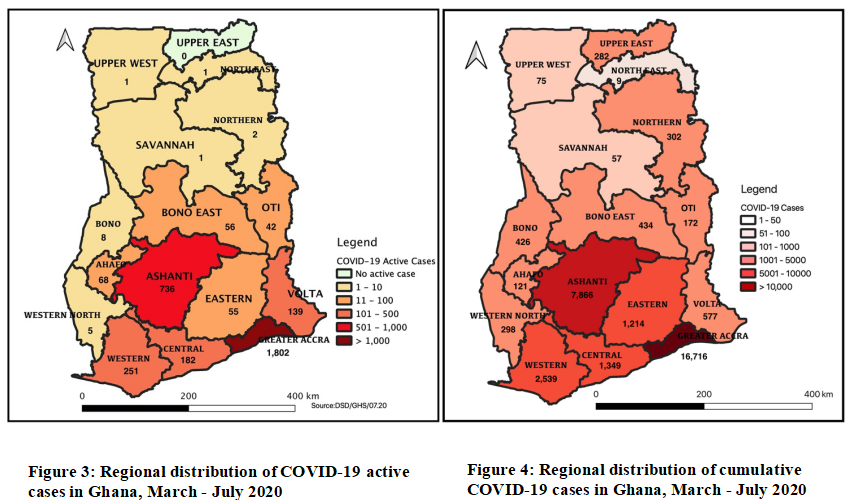 UPPER EAST
0
UPPER WEST
1
NORTH EAST
1
NORTHERN
2
SAVANNAH
1
BONO EAST
56
OTI
42
BONO
8
AHAFO
68
ASHANTI
736
EASTERN
55
VOLTA
139
WESTERN NORTH
5
WESTERN
251
CENTRAL
182
GREATER ACCRA
1,802
Legend
COVID-19 Active Cases
No active case
1 - 10
11 - 100
101 - 500
501 - 1,000
> 1,000
0 200 400 km
Source:DSD/GHS/07.20
UPPER EAST
282
UPPER WEST
75
NORTH EAST
9
NORTHERN
302
SAVANNAH
57
BONO EAST
434
OTI
172
BONO
426
AHAFO
121
ASHANTI
7,866
EASTERN
1,214
VOLTA
577
WESTERN NORTH
298
WESTERN
2,539
CENTRAL
1,349
GREATER ACCRA
16,716
Legend
COVID-19 Cases
1 - 50
51 - 100
101 - 1000
1001 - 5000
5001 - 10000
> 10,000
0 200 400 km
Figure 3: Regional distribution of COVID-19 active
cases in Ghana, March - July 2020
Figure 4: Regional distribution of cumulative
COVID-19 cases in Ghana, March - July 2020